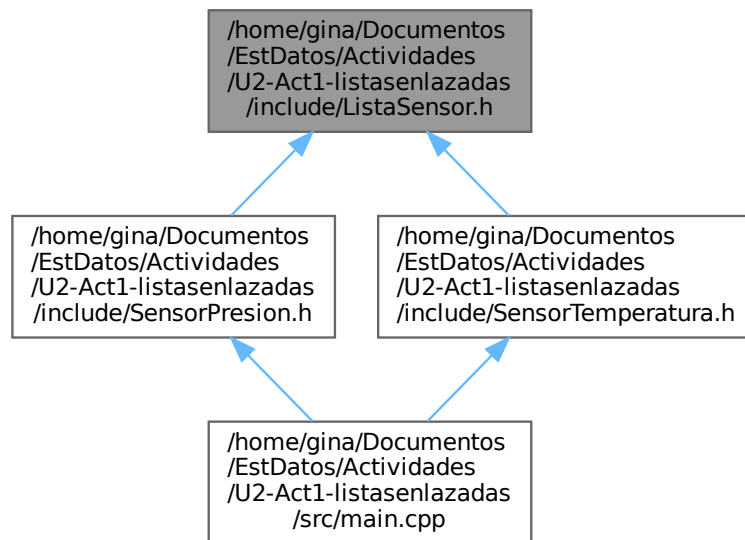 /home/gina/Documentos
/EstDatos/Actividades
/U2-Act1-listasenlazadas
/include/ListaSensor.h
/home/gina/Documentos
/EstDatos/Actividades
/U2-Act1-listasenlazadas
/include/SensorPresion.h
/home/gina/Documentos
/EstDatos/Actividades
/U2-Act1-listasenlazadas
/include/SensorTemperatura.h
/home/gina/Documentos
/EstDatos/Actividades
/U2-Act1-listasenlazadas
/src/main.cpp